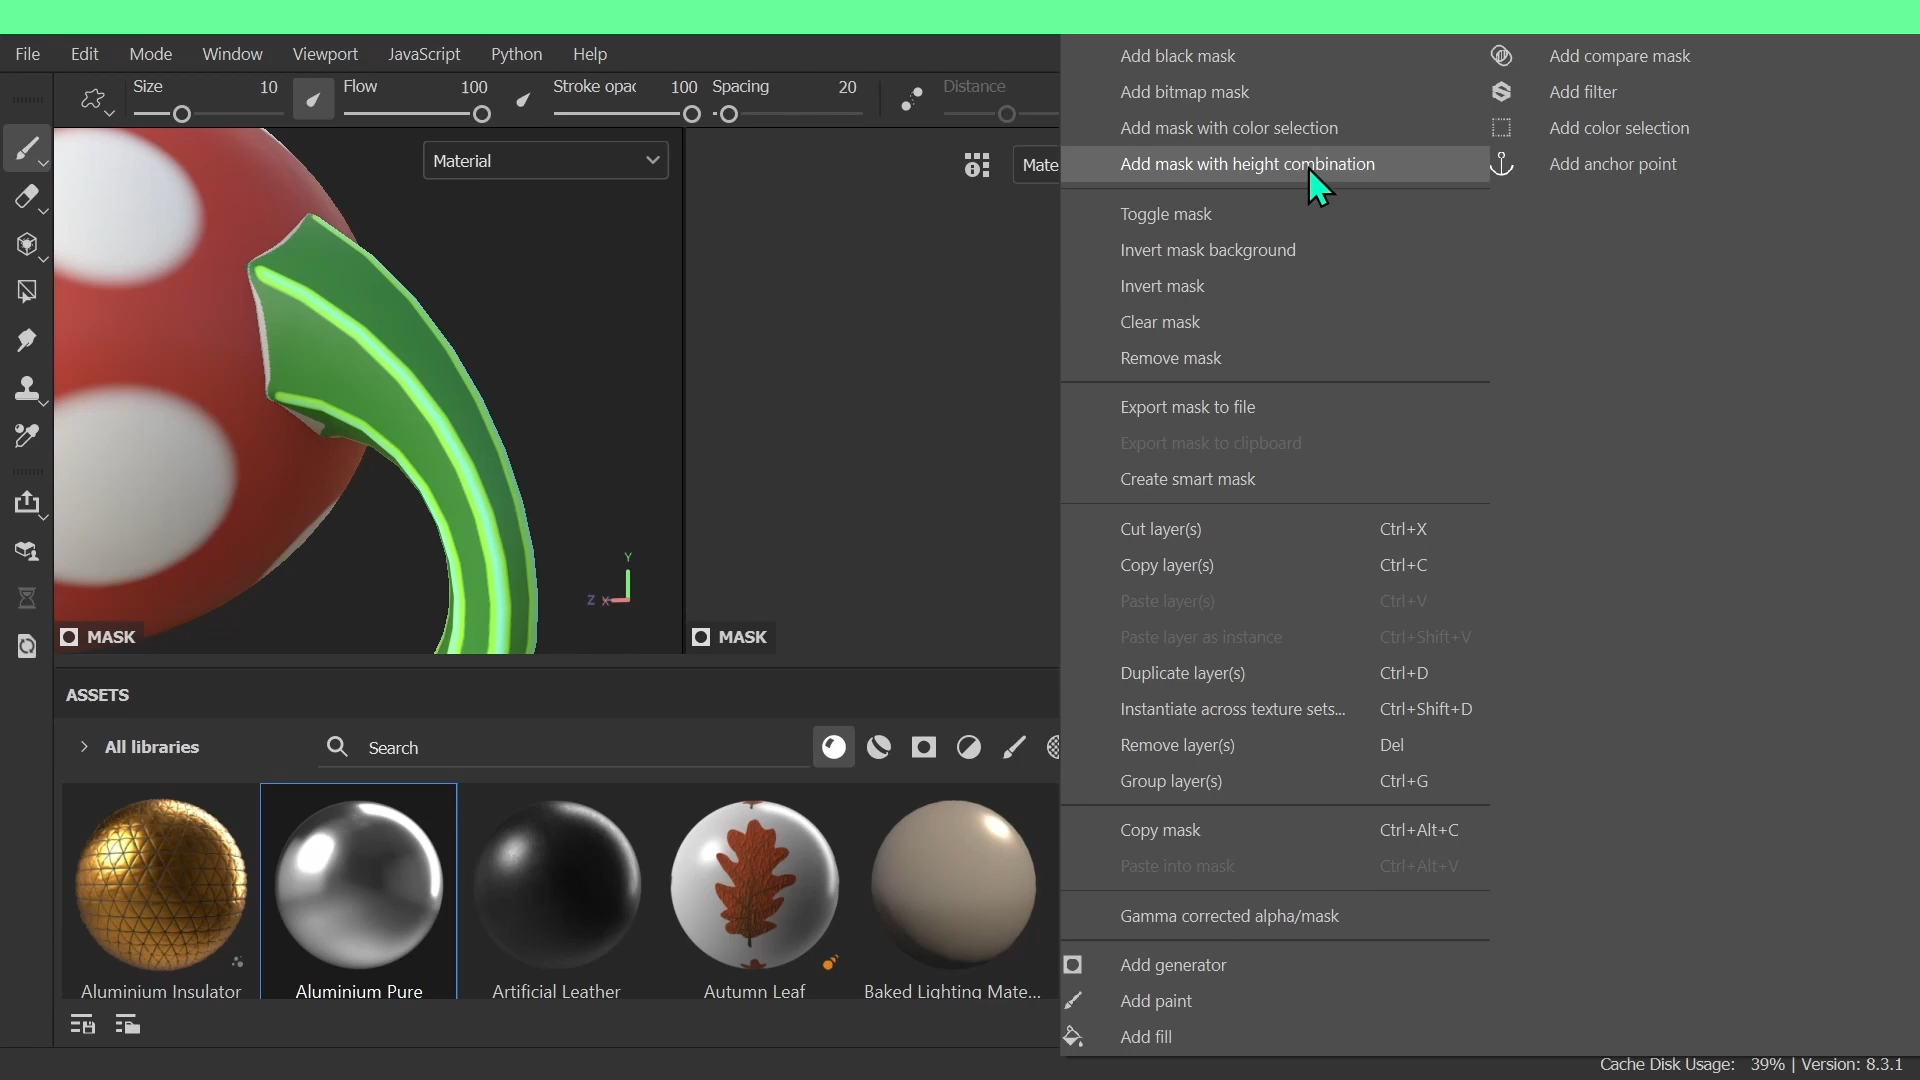 File Edit Mode Window Viewport JavaScript Python Help
Size 10 Flow 100 Stroke opac 100 Spacing 20 Distance
Material
Mate
Y
Z X
MASK
MASK
ASSETS
All libraries
Search
Aluminium Insulator
Aluminium Pure
Artificial Leather
Autumn Leaf
Baked Lighting Mate...
Add black mask
Add bitmap mask
Add mask with color selection
Add mask with height combination
Toggle mask
Invert mask background
Invert mask
Clear mask
Remove mask
Export mask to file
Export mask to clipboard
Create smart mask
Cut layer(s) Ctrl+X
Copy layer(s) Ctrl+C
Paste layer(s) Ctrl+V
Paste layer as instance Ctrl+Shift+V
Duplicate layer(s) Ctrl+D
Instantiate across texture sets... Ctrl+Shift+D
Remove layer(s) Del
Group layer(s) Ctrl+G
Copy mask Ctrl+Alt+C
Paste into mask Ctrl+Alt+V
Gamma corrected alpha/mask
Add generator
Add paint
Add fill
Add compare mask
Add filter
Add color selection
Add anchor point
Cache Disk Usage: 39% | Version: 8.3.1